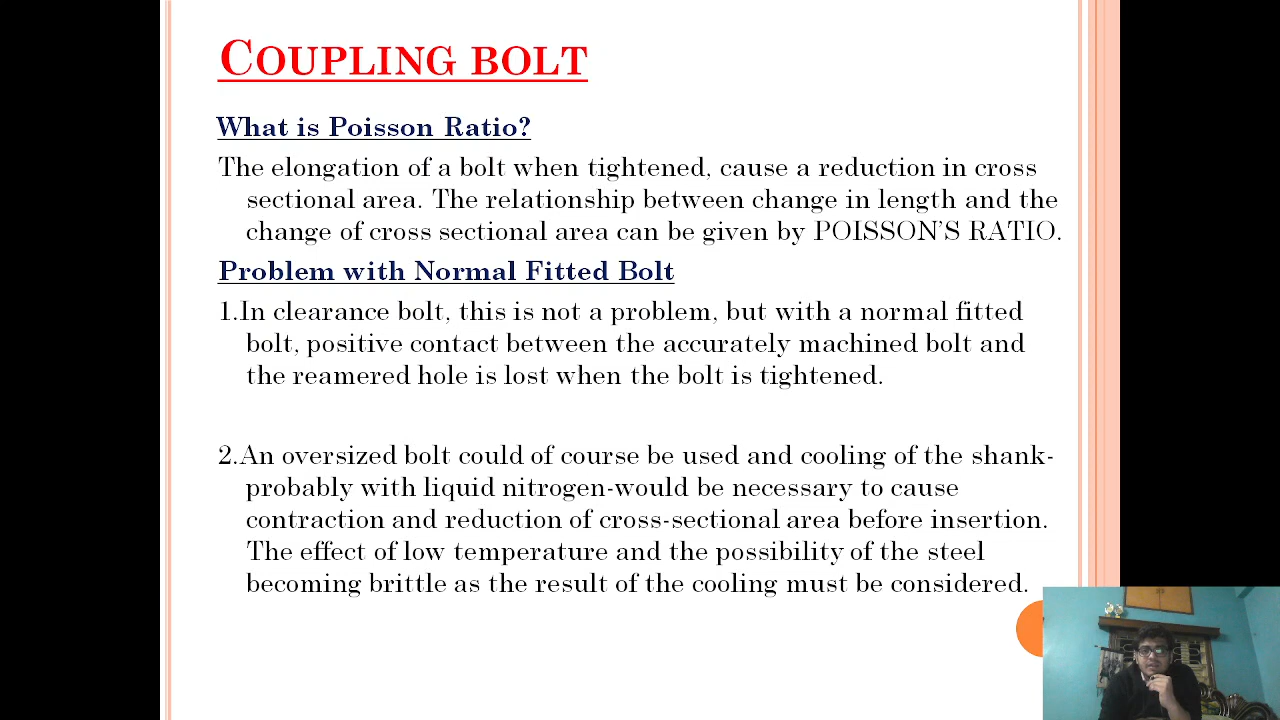 COUPLING BOLT
What is Poisson Ratio?
The elongation of a bolt when tightened, cause a reduction in cross
sectional area. The relationship between change in length and the
change of cross sectional area can be given by POISSON'S RATIO.
Problem with Normal Fitted Bolt
1.In clearance bolt, this is not a problem, but with a normal fitted
bolt, positive contact between the accurately machined bolt and
the reamered hole is lost when the bolt is tightened.
2.An oversized bolt could of course be used and cooling of the shank-
probably with liquid nitrogen-would be necessary to cause
contraction and reduction of cross-sectional area before insertion.
The effect of low temperature and the possibility of the steel
becoming brittle as the result of the cooling must be considered.